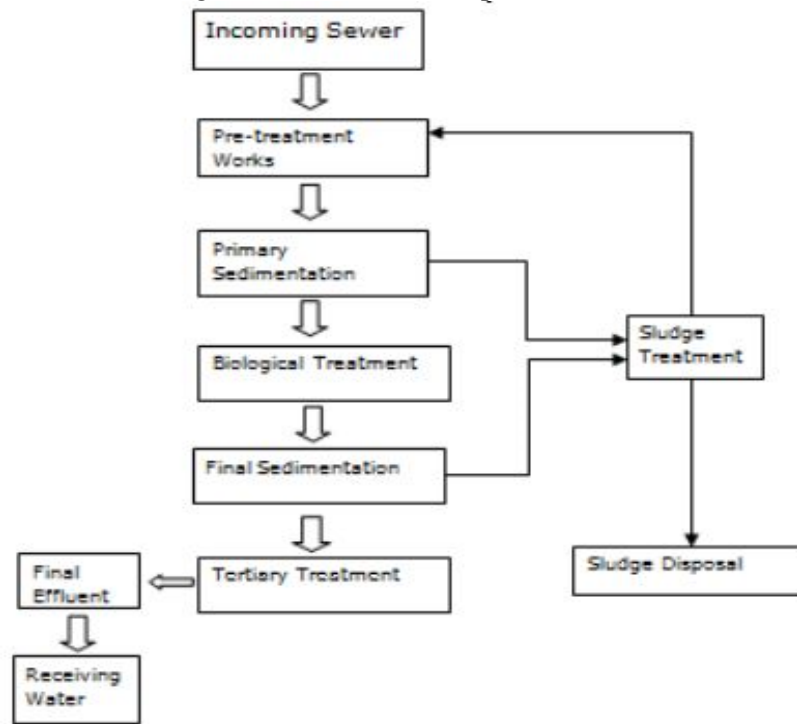 Incoming Sewer
Pre-treatment
Works
Primary
Sedimentation
Sludge
Treatment
Biological Treatment
Final Sedimentation
Final
Effluent
Tertiary Treatment
Sludge Disposal
Receiving
Water